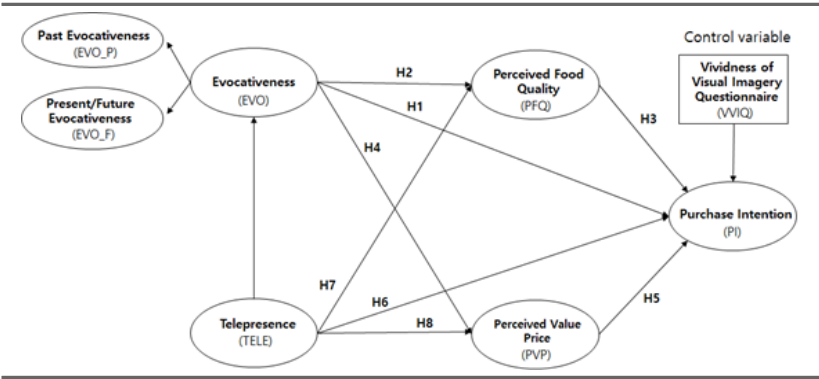 Past Evocativeness
(EVO_P)
Present/Future
Evocativeness
(EVO_F)
Evocativeness
(EVO)
H2
H1
H4
Perceived Food
Quality
(PFQ)
Control variable
Vividness of
Visual Imagery
Questionnaire
(VVIQ)
H3
Purchase Intention
(PI)
H7
H6
H8
H5
Telepresence
(TELE)
Perceived Value
Price
(PVP)